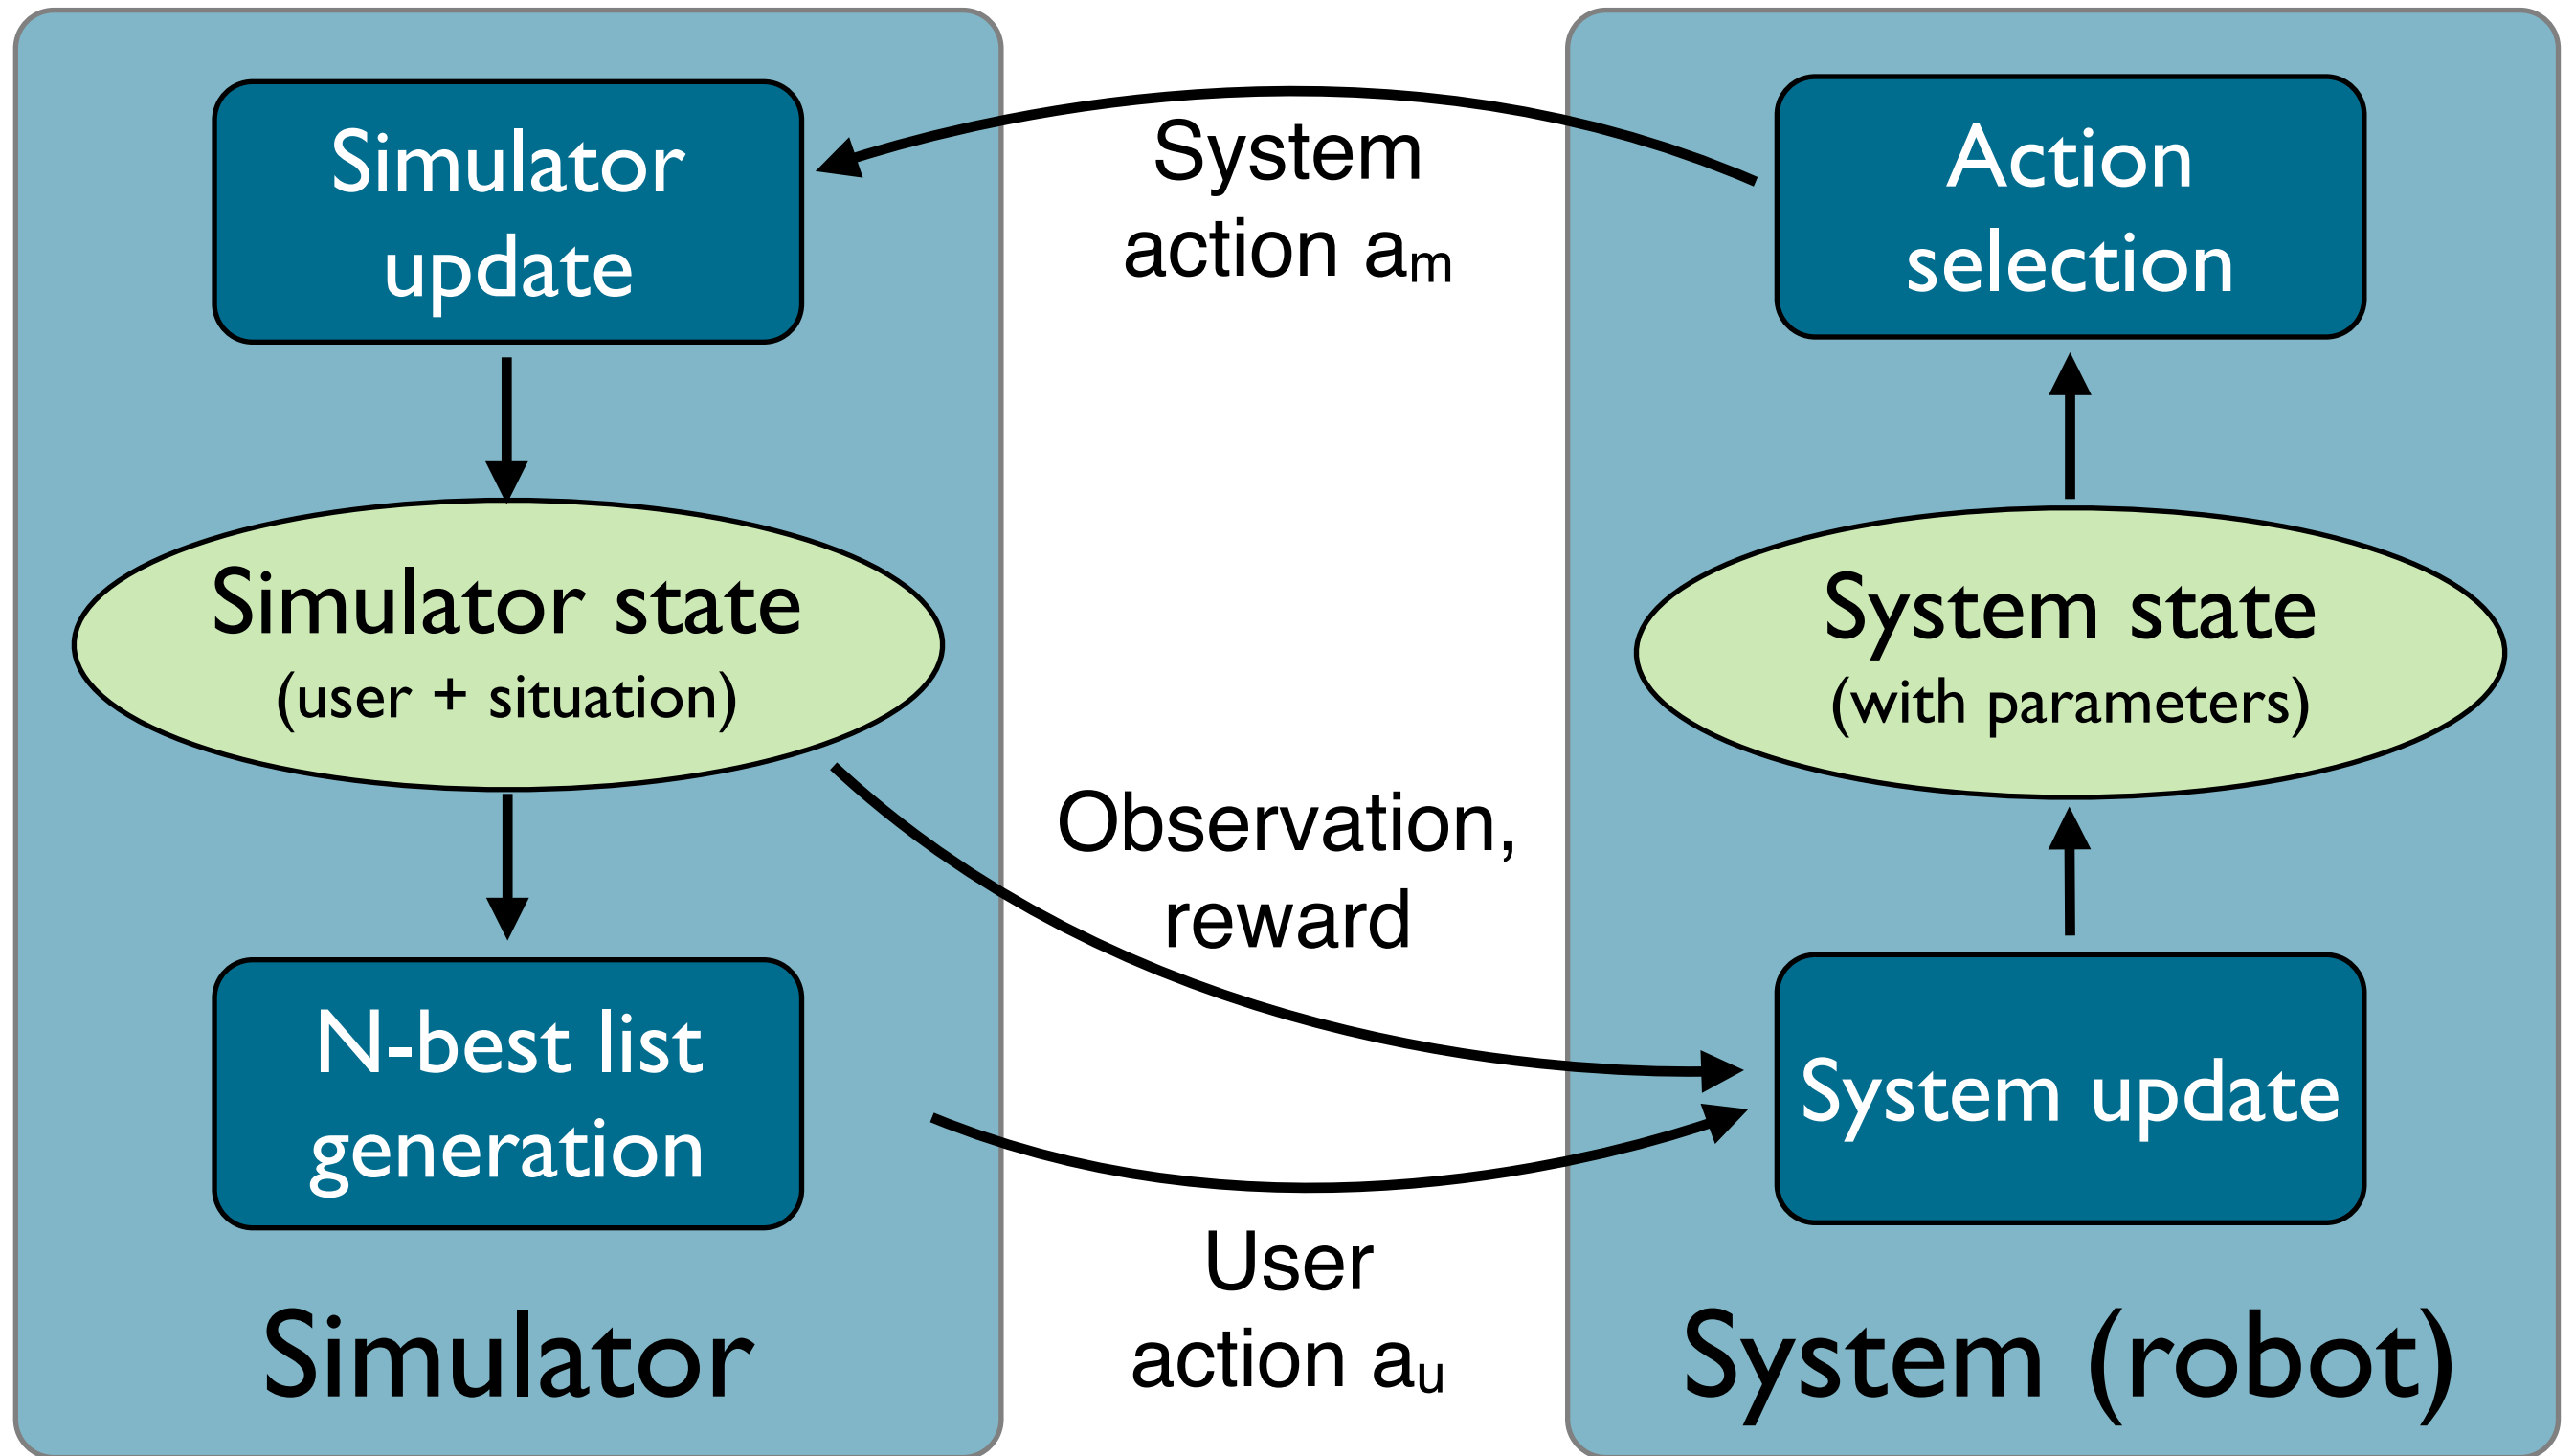 Simulator
update
Simulator state
(user + situation)
N-best list
generation
Simulator
System
action aₘ
Observation,
reward
User
action aᵤ
Action
selection
System state
(with parameters)
System update
System (robot)